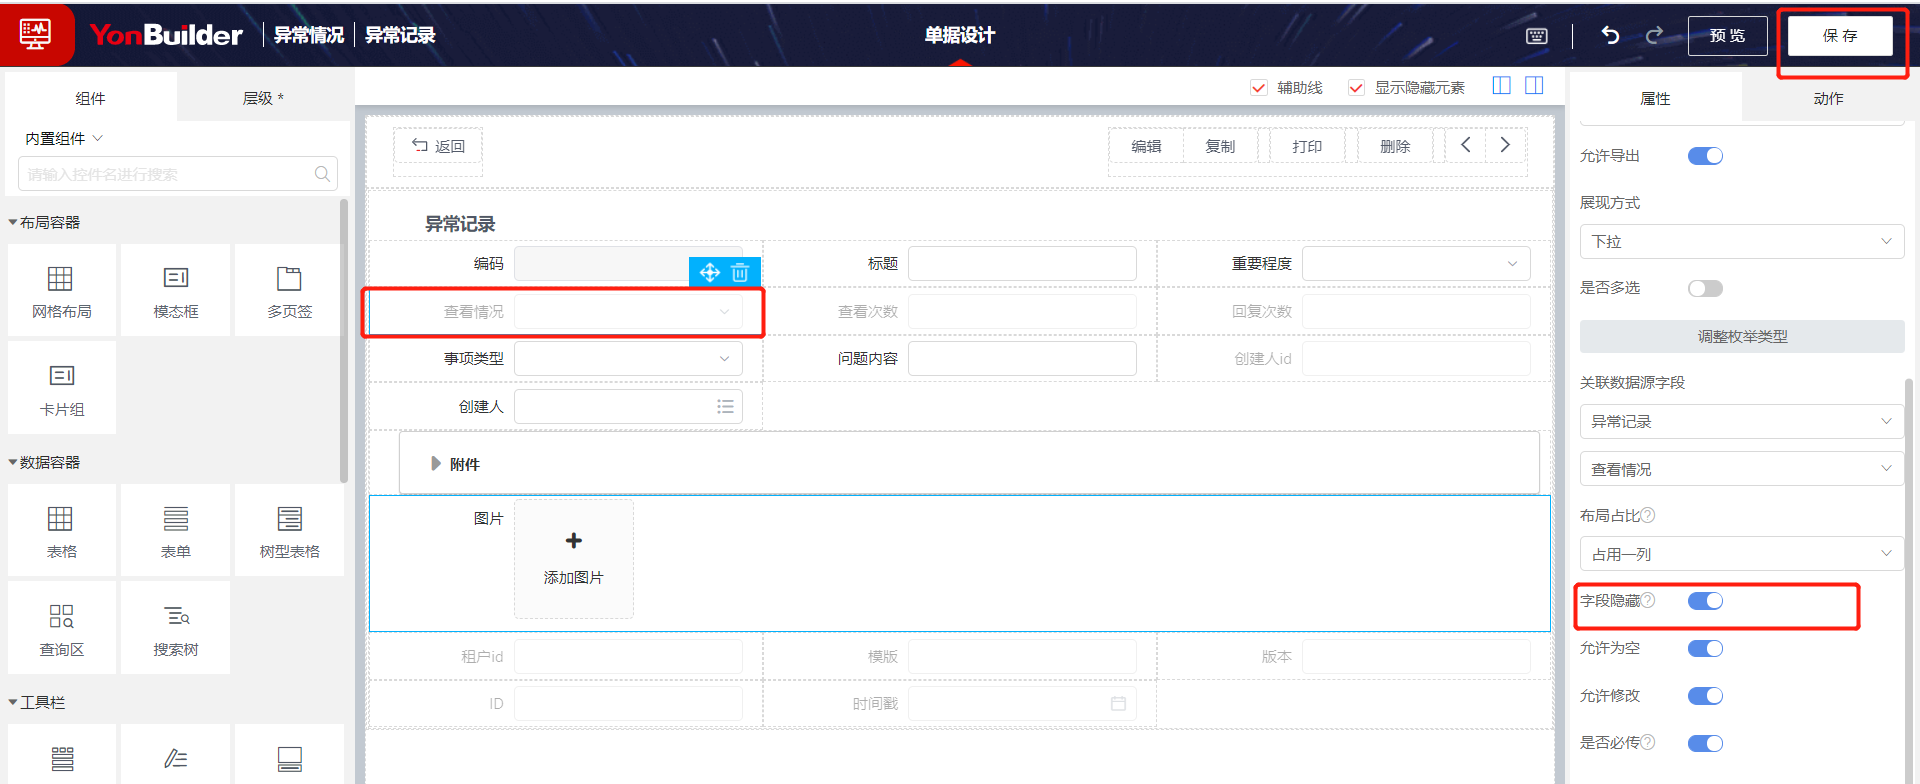 YonBuilder
异常情况
异常记录
单据设计
预览
保存
组件
层级 *
内置组件
请输入控件名进行搜索
布局容器
网格布局
模态框
多页签
卡片组
数据容器
表格
表单
树型表格
查询区
搜索树
工具栏
辅助线
显示隐藏元素
返回
编辑
复制
打印
删除
异常记录
编码
标题
重要程度
查看情况
查看次数
回复次数
事项类型
问题内容
创建人id
创建人
附件
图片
添加图片
租户id
模版
版本
ID
时间戳
属性
动作
允许导出
展现方式
下拉
是否多选
调整枚举类型
关联数据源字段
异常记录
查看情况
布局占比?
占用一列
字段隐藏?
允许为空
允许修改
是否必传?